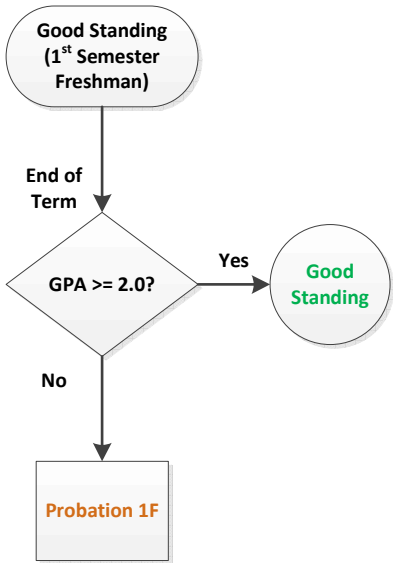 Good Standing
(1st Semester
Freshman)
End of
Term
GPA >= 2.0?
Yes
Good
Standing
No
Probation 1F